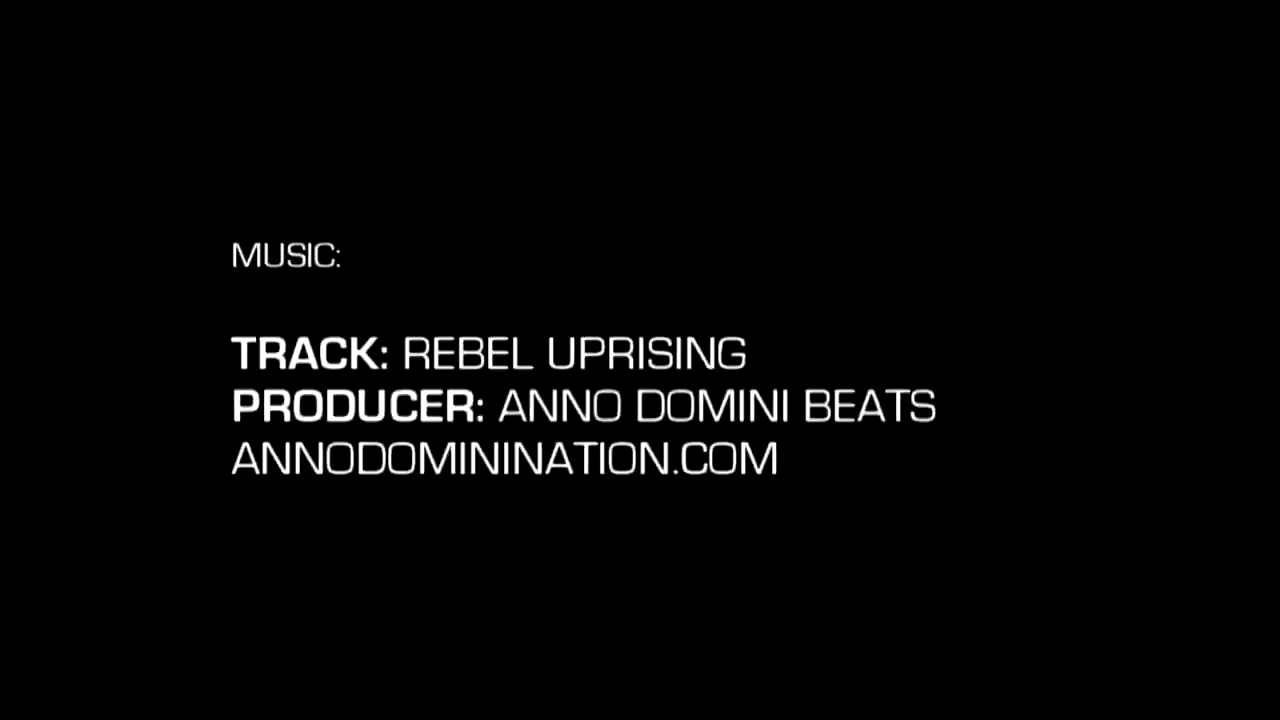 MUSIC:
TRACK: REBEL UPRISING
PRODUCER: ANNO DOMINI BEATS
ANNODOMININATION.COM